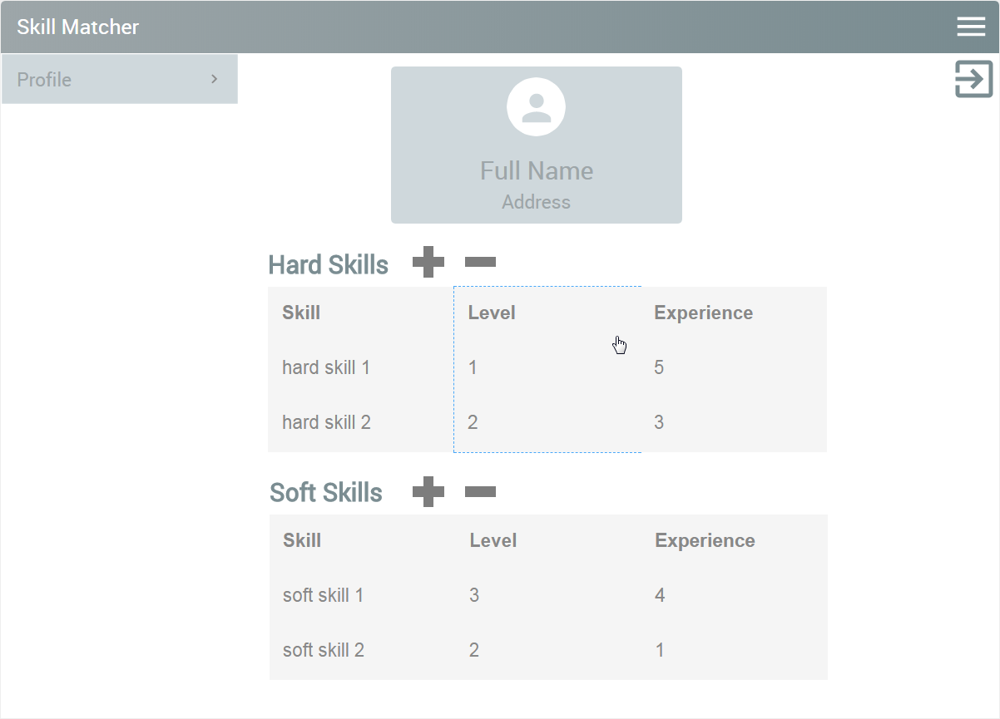 Skill Matcher
Profile
Full Name
Address
Hard Skills
Skill Level Experience
hard skill 1 1 5
hard skill 2 2 3
Soft Skills
Skill Level Experience
soft skill 1 3 4
soft skill 2 2 1